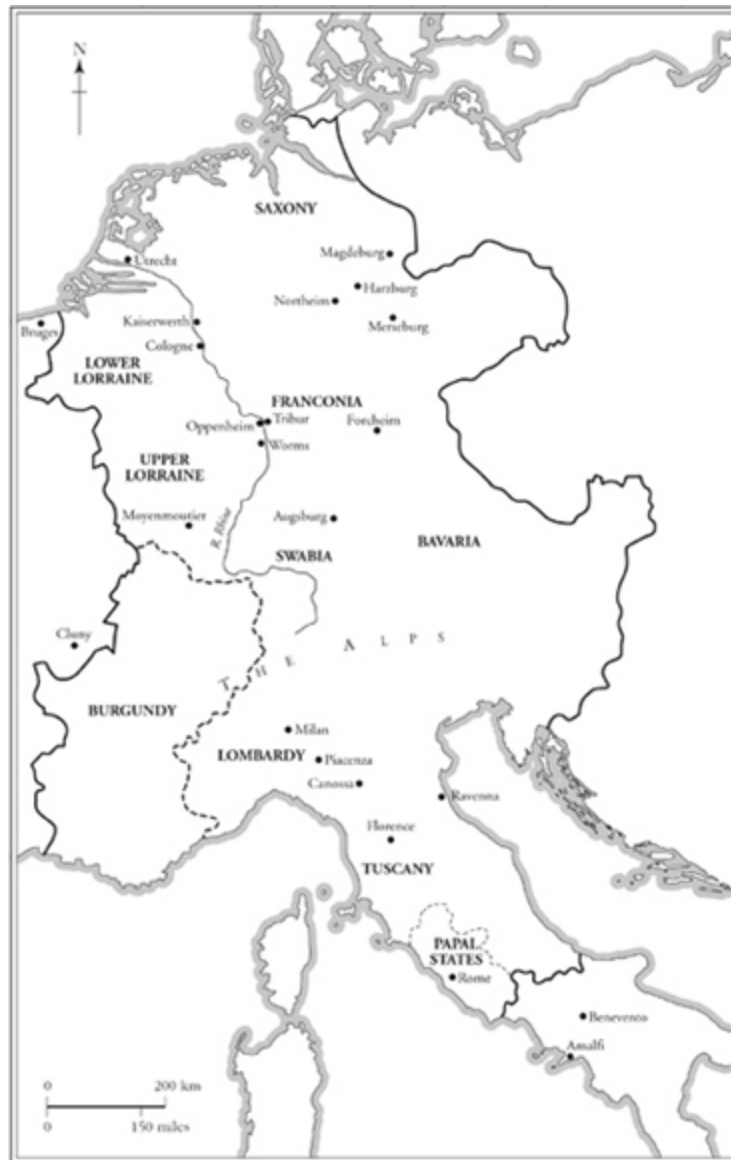 N
SAXONY
Magdeburg
Utrecht
Harzburg
Northeim
Merseburg
Kaiserwerth
Bruges
Cologne
LOWER
LORRAINE
FRANCONIA
Tribur
Oppenheim
Forcheim
Worms
UPPER
LORRAINE
Moyenmoutier
R. Rhine
Augsburg
SWABIA
BAVARIA
Cluny
THE ALPS
BURGUNDY
Milan
LOMBARDY
Piacenza
Canossa
Ravenna
Florence
TUSCANY
PAPAL
STATES
Rome
Benevento
Amalfi
0 200 km
0 150 miles